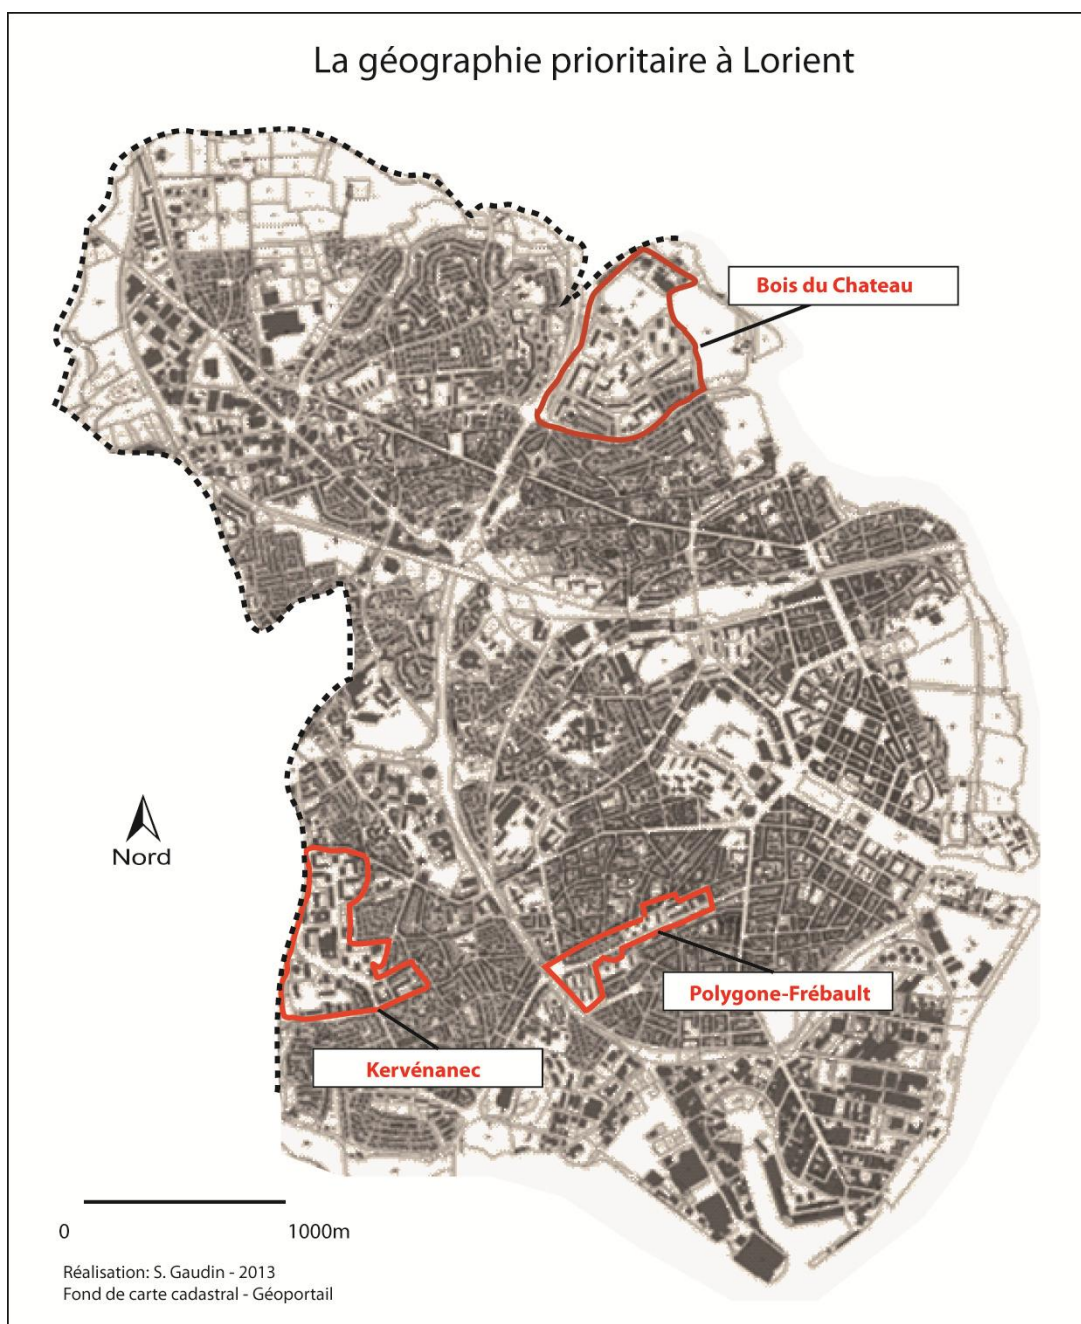 La géographie prioritaire à Lorient
Bois du Chateau
Nord
Polygone-Frébault
Kervénanec
0 1000m
Réalisation: S. Gaudin - 2013
Fond de carte cadastral - Géoportail